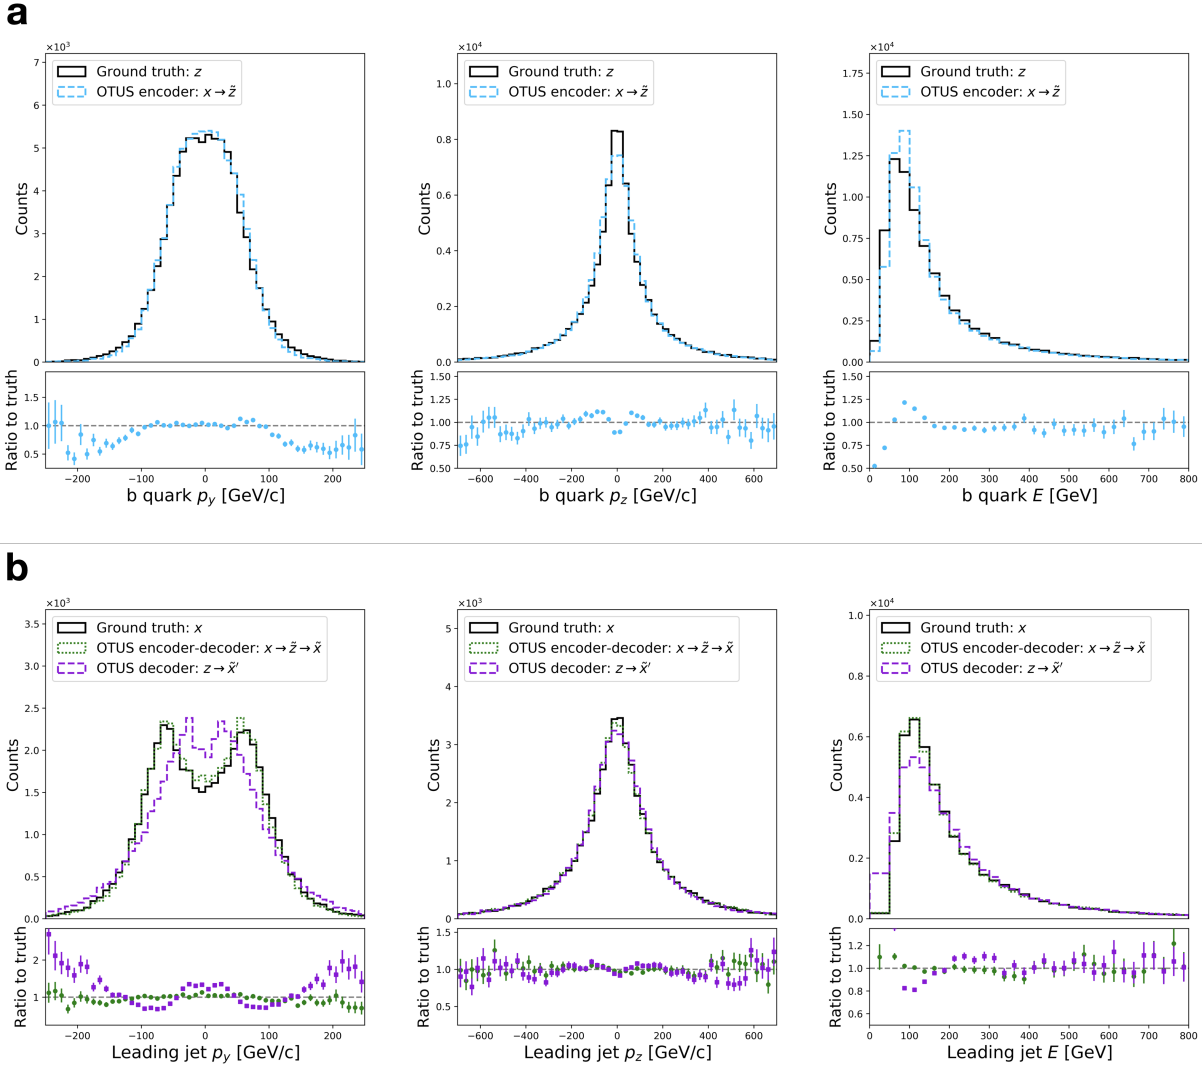 a
×10³
7
6
5
4
3
2
1
0
Counts
Ground truth: z
OTUS encoder: x → z̃
1.5
1.0
0.5
Ratio to truth
−200 −100 0 100 200
b quark p_y [GeV/c]
×10⁴
1.0
0.8
0.6
0.4
0.2
0.0
Counts
Ground truth: z
OTUS encoder: x → z̃
1.50
1.25
1.00
0.75
0.50
Ratio to truth
−600 −400 −200 0 200 400 600
b quark p_z [GeV/c]
×10⁴
17.5
1.50
1.25
1.00
0.75
0.50
0.25
0.00
Counts
Ground truth: z
OTUS encoder: x → z̃
1.50
1.25
1.00
0.75
0.50
Ratio to truth
0 100 200 300 400 500 600 700 800
b quark E [GeV]
b
×10³
3.5
3.0
2.5
2.0
1.5
1.0
0.5
0.0
Counts
Ground truth: x
OTUS encoder-decoder: x → z̃ → x̃
OTUS decoder: z → x̃′
2
1
Ratio to truth
−200 −100 0 100 200
Leading jet p_y [GeV/c]
×10³
5
4
3
2
1
0
Counts
Ground truth: x
OTUS encoder-decoder: x → z̃ → x̃
OTUS decoder: z → x̃′
1.5
1.0
0.5
Ratio to truth
−600 −400 −200 0 200 400 600
Leading jet p_z [GeV/c]
×10⁴
1.0
0.8
0.6
0.4
0.2
0.0
Counts
Ground truth: x
OTUS encoder-decoder: x → z̃ → x̃
OTUS decoder: z → x̃′
1.2
1.0
0.8
0.6
Ratio to truth
0 100 200 300 400 500 600 700 800
Leading jet E [GeV]